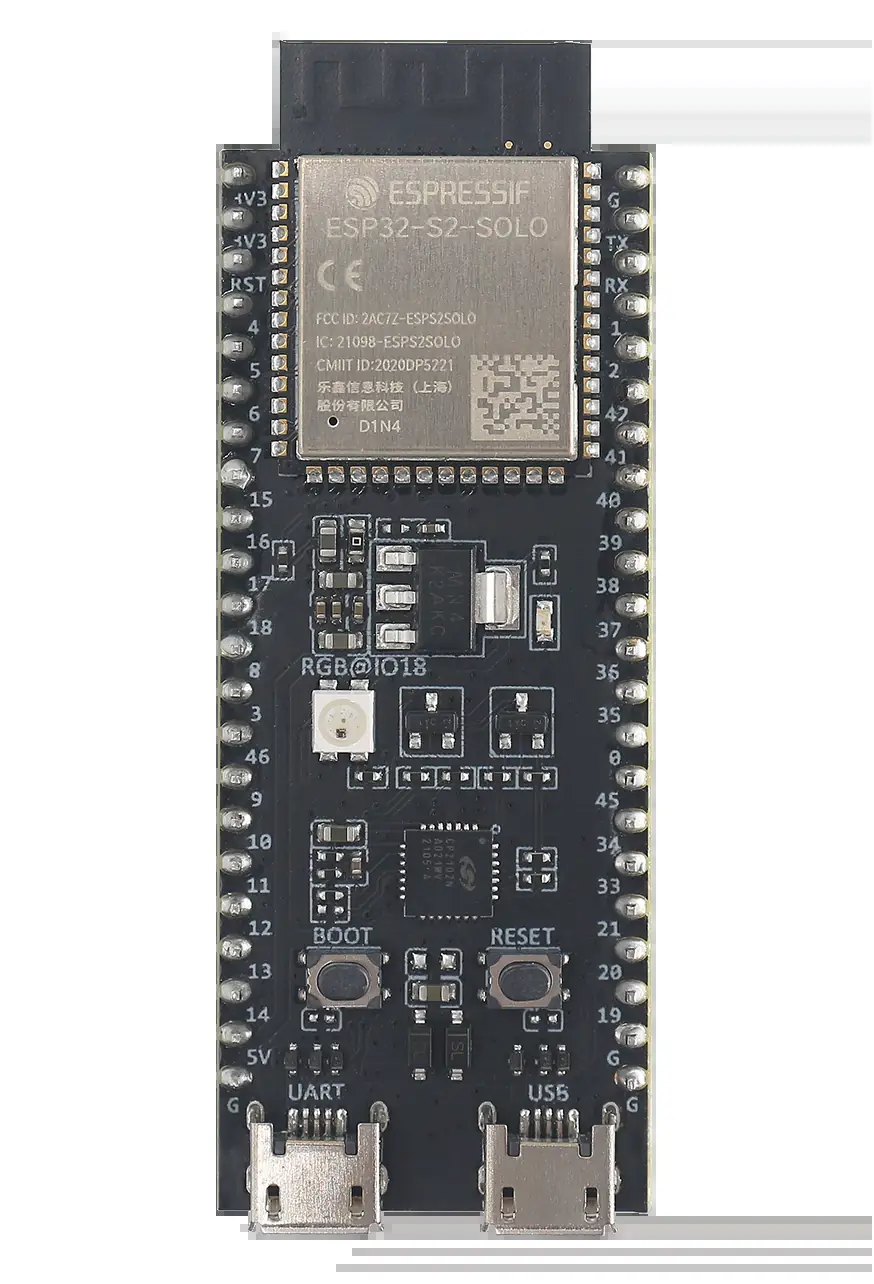 ESPRESSIF
ESP32-S2-SOLO
CE
FCC ID: 2AC7Z-ESPS2SOLO
IC: 21098-ESPS2SOLO
CMIIT ID:2020DP5221
乐鑫信息科技（上海）
股份有限公司
D1N4
3V3
3V3
RST
4
5
6
7
15
16
17
18
8
3
46
9
10
11
12
13
14
5V
G
G
TX
RX
1
2
42
41
40
39
38
37
36
35
0
45
34
33
21
20
19
G
G
RGB@IO18
CP2102N
A02
2105
BOOT
RESET
SL
UART
USB